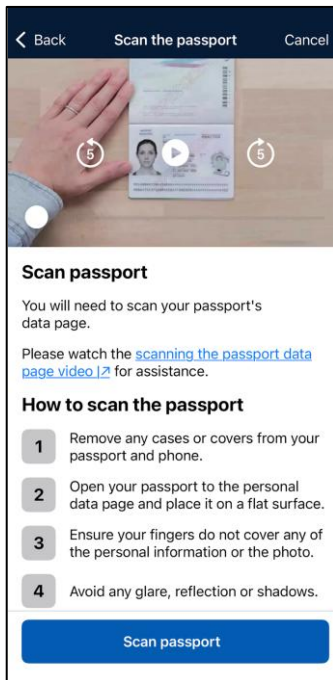 Back
Scan the passport
Cancel
5
5
Scan passport
You will need to scan your passport's
data page.
Please watch the scanning the passport data
page video for assistance.
How to scan the passport
1
Remove any cases or covers from your
passport and phone.
2
Open your passport to the personal
data page and place it on a flat surface.
3
Ensure your fingers do not cover any of
the personal information or the photo.
4
Avoid any glare, reflection or shadows.
Scan passport